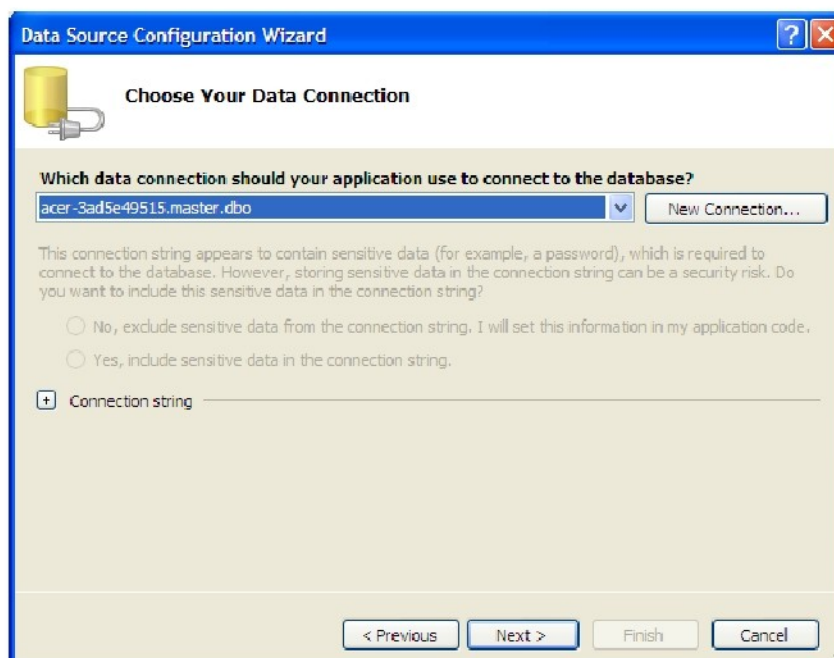 Data Source Configuration Wizard
Choose Your Data Connection
Which data connection should your application use to connect to the database?
acer-3ad5e49515.master.dbo
New Connection...
This connection string appears to contain sensitive data (for example, a password), which is required to
connect to the database. However, storing sensitive data in the connection string can be a security risk. Do
you want to include this sensitive data in the connection string?
No, exclude sensitive data from the connection string. I will set this information in my application code.
Yes, include sensitive data in the connection string.
Connection string
< Previous
Next >
Finish
Cancel